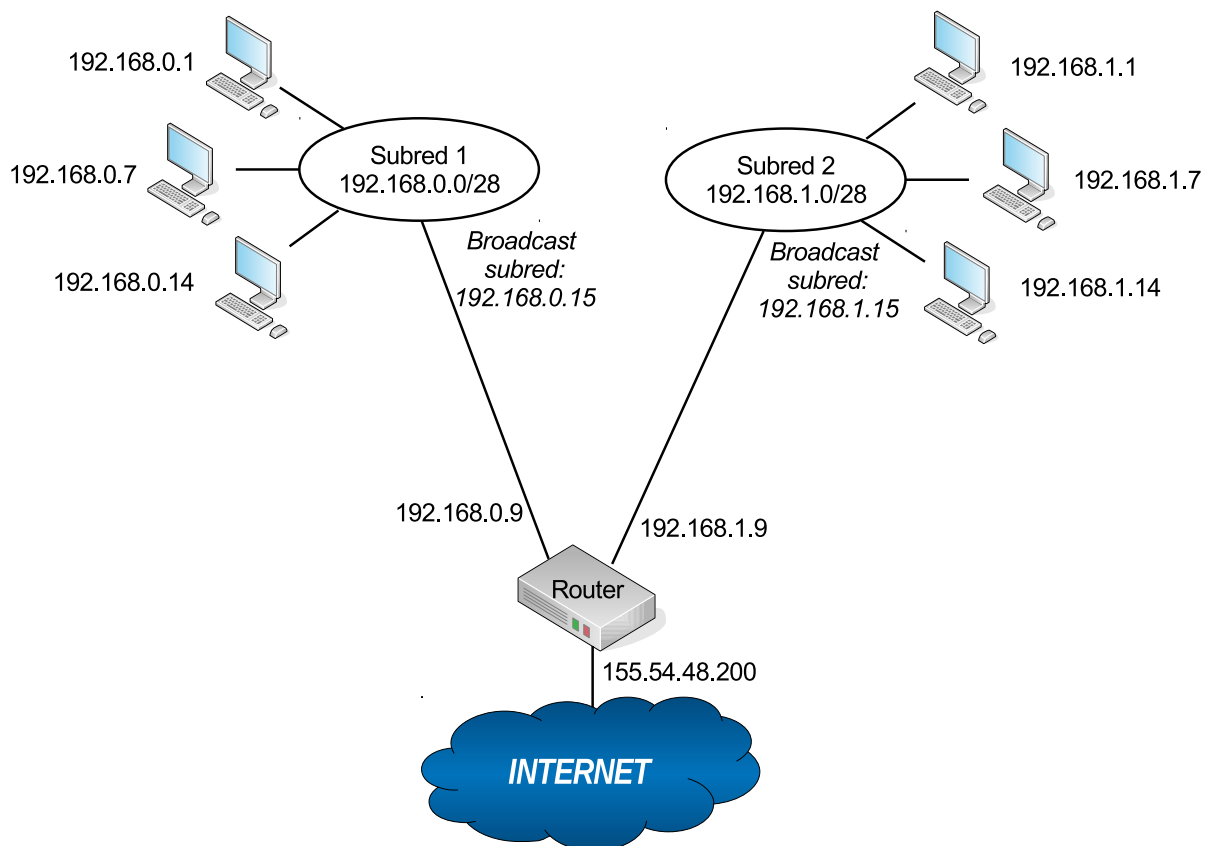 192.168.0.1
192.168.0.7
192.168.0.14
Subred 1
192.168.0.0/28
Broadcast
subred:
192.168.0.15
Subred 2
192.168.1.0/28
Broadcast
subred:
192.168.1.15
192.168.1.1
192.168.1.7
192.168.1.14
192.168.0.9
192.168.1.9
Router
155.54.48.200
INTERNET